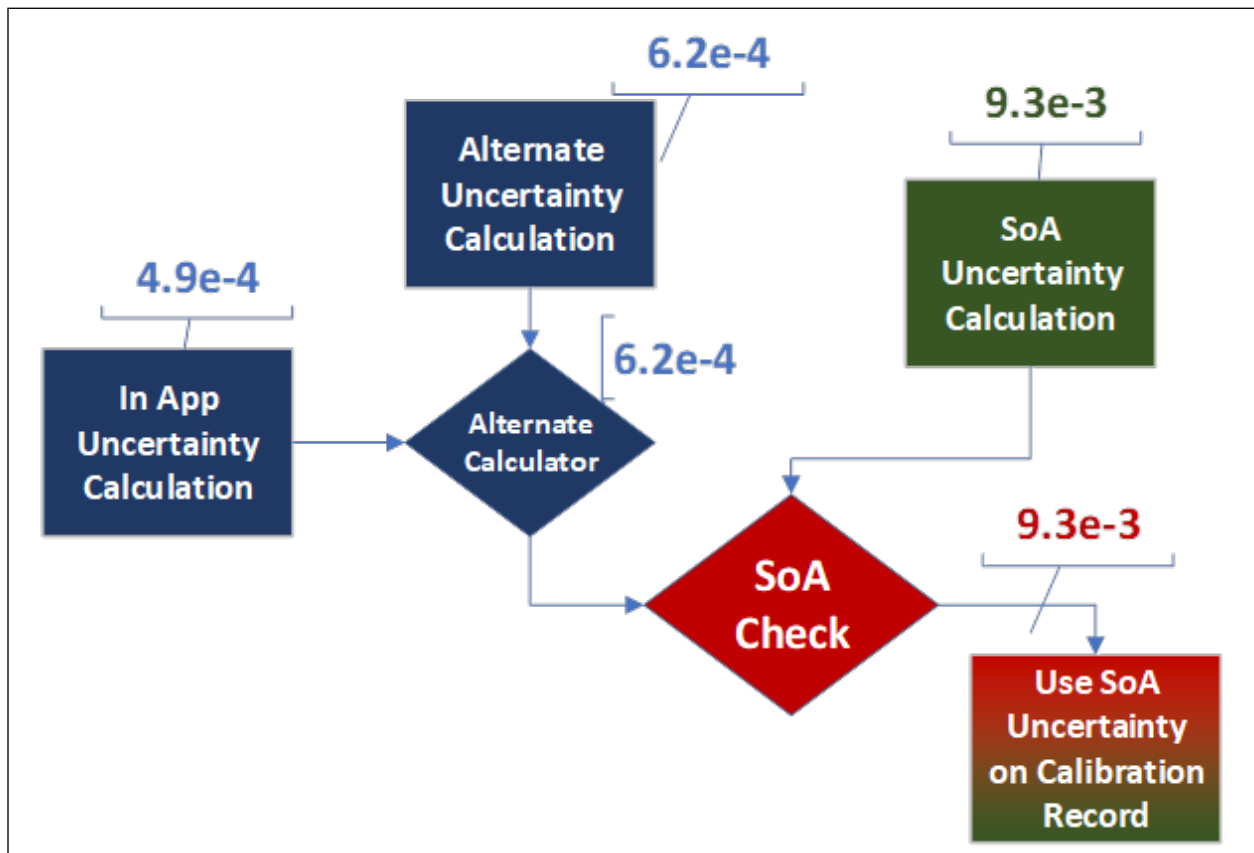 6.2e-4
Alternate
Uncertainty
Calculation
9.3e-3
SoA
Uncertainty
Calculation
4.9e-4
In App
Uncertainty
Calculation
6.2e-4
Alternate
Calculator
SoA
Check
9.3e-3
Use SoA
Uncertainty
on Calibration
Record